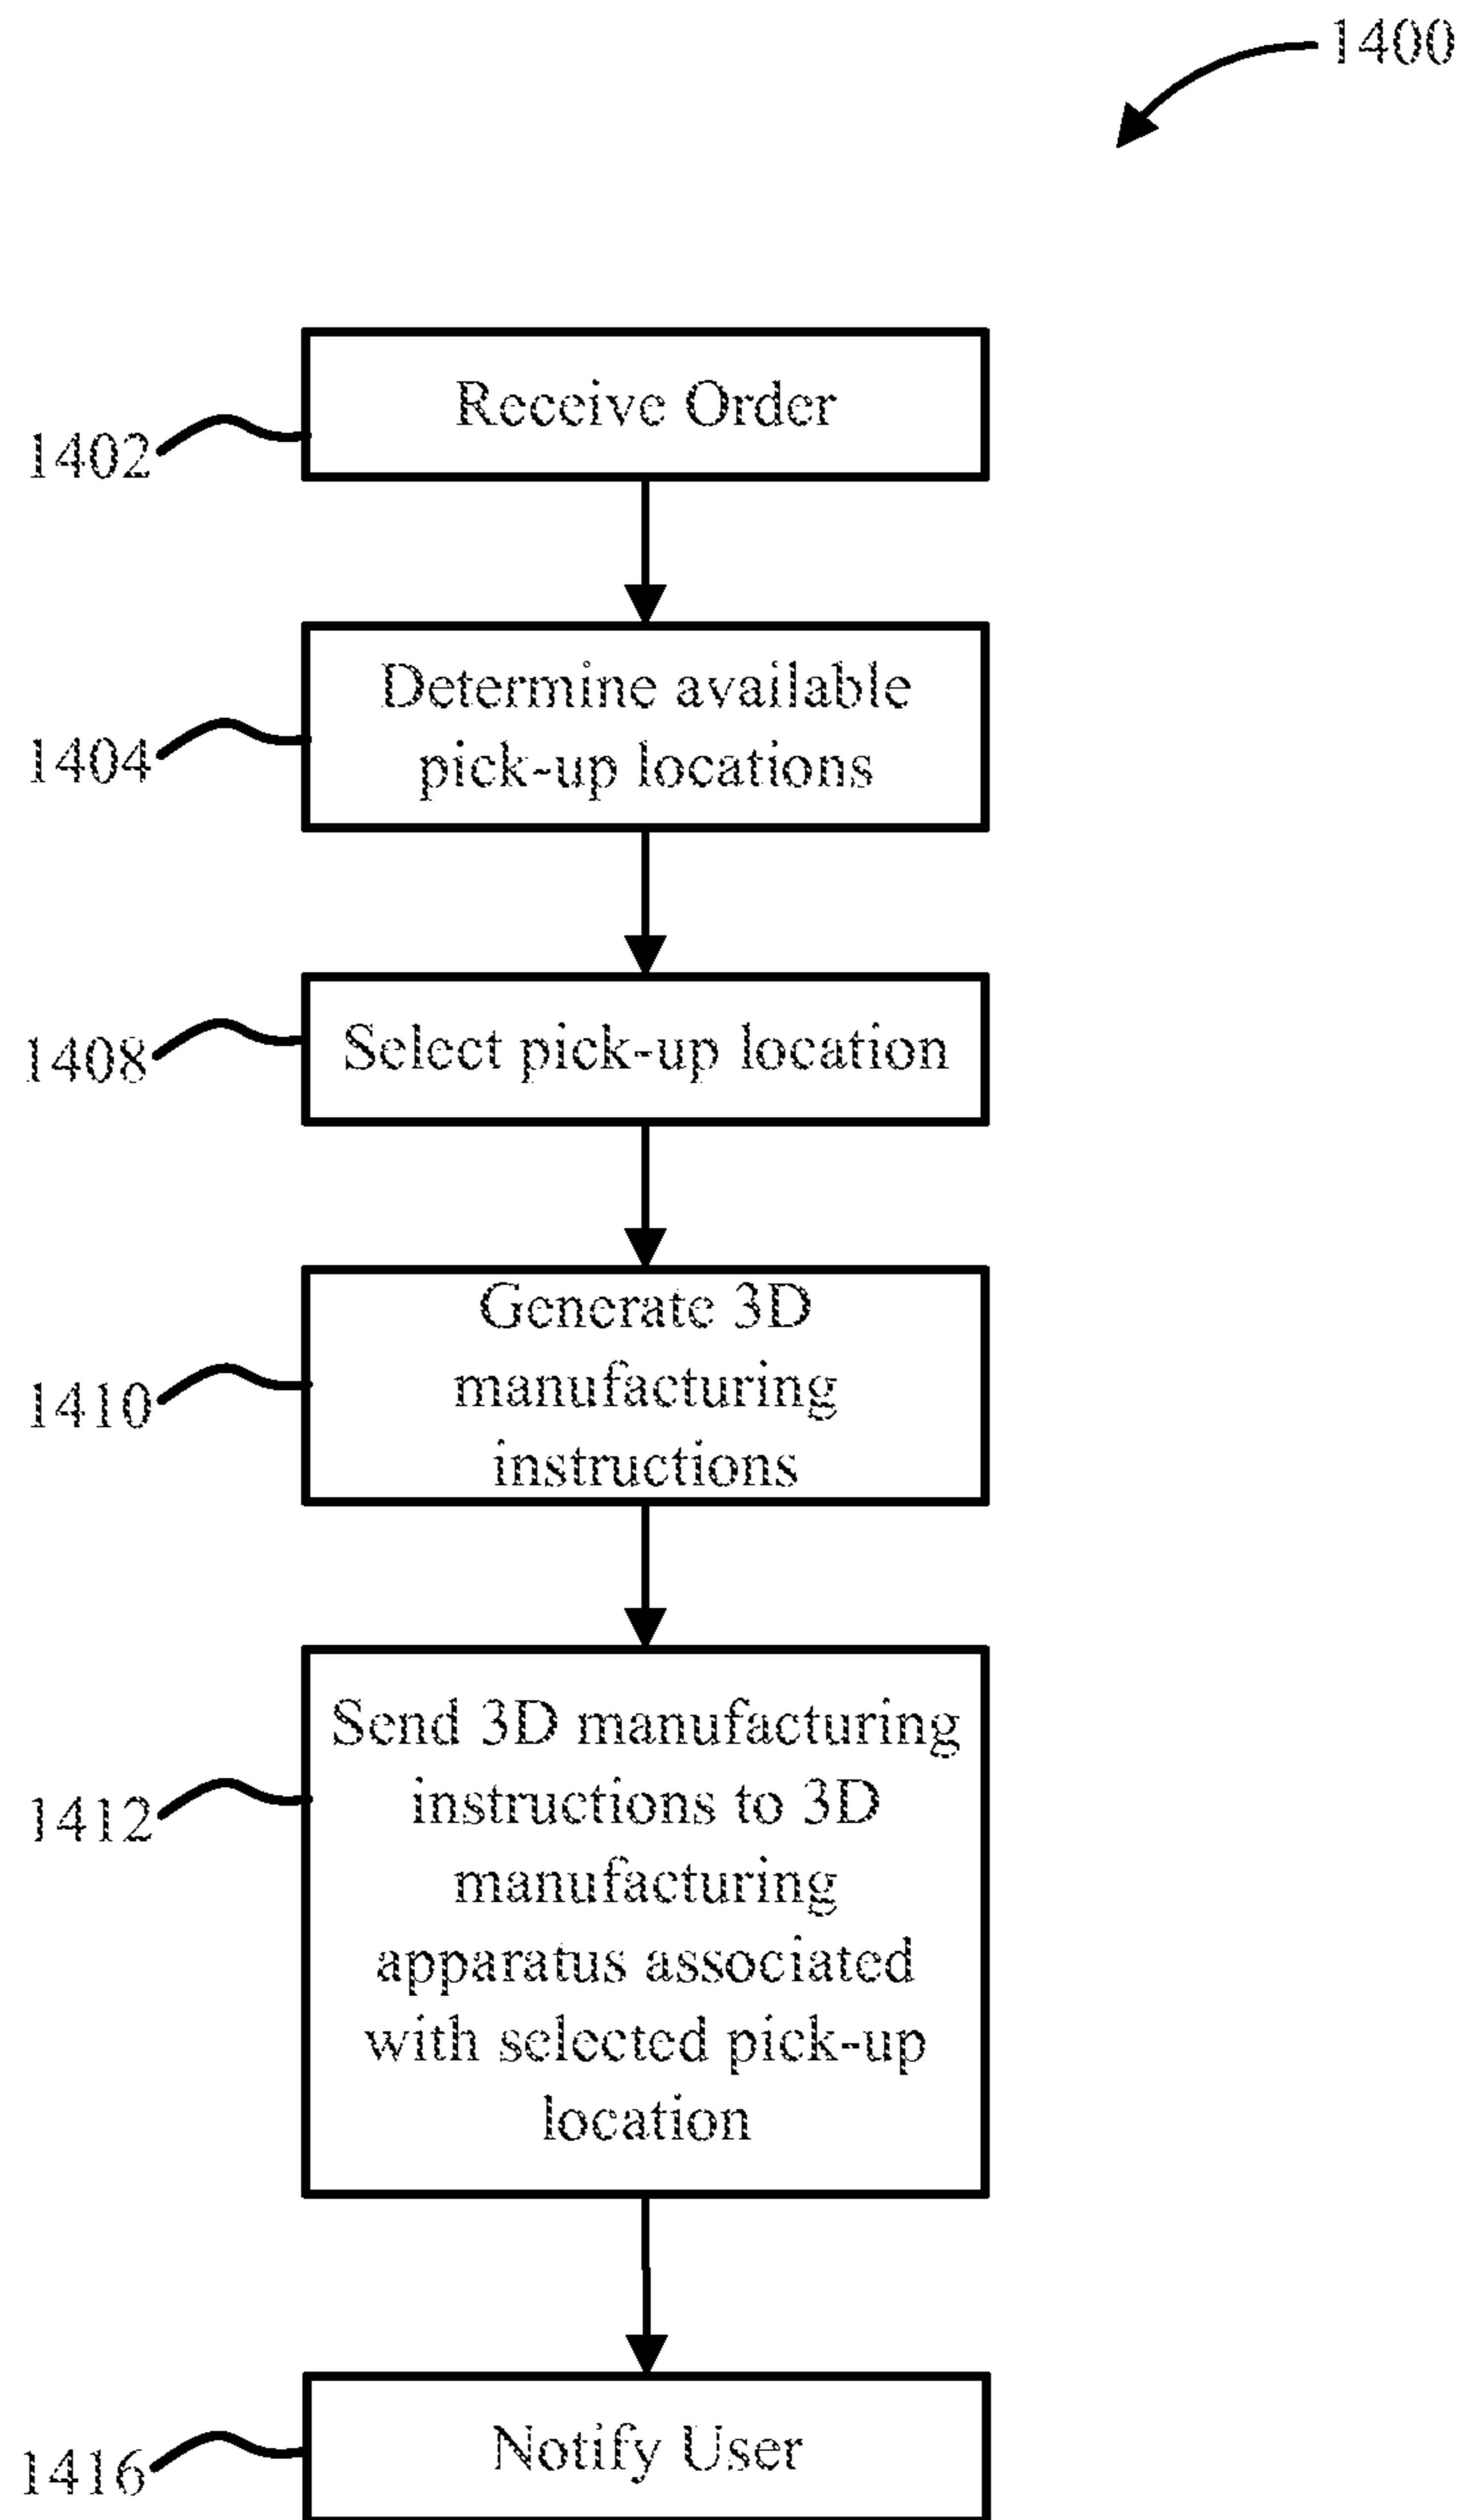 1400
Receive Order
1402
Determine available
pick-up locations
1404
Select pick-up location
1408
Generate 3D
manufacturing
instructions
1410
Send 3D manufacturing
instructions to 3D
manufacturing
apparatus associated
with selected pick-up
location
1412
Notify User
1416